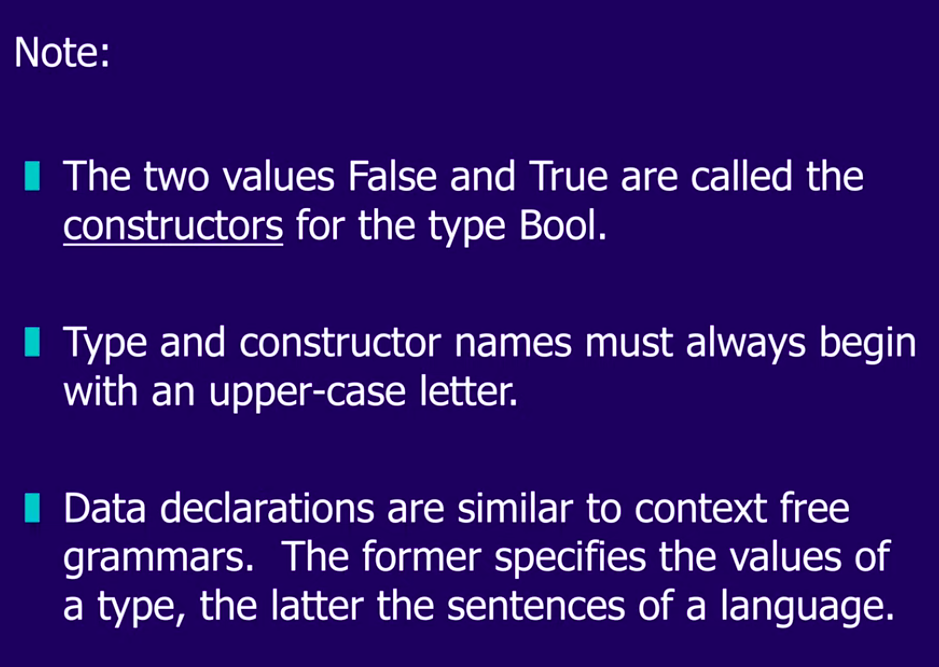 Note:
The two values False and True are called the
constructors for the type Bool.
Type and constructor names must always begin
with an upper-case letter.
Data declarations are similar to context free
grammars.  The former specifies the values of
a type, the latter the sentences of a language.